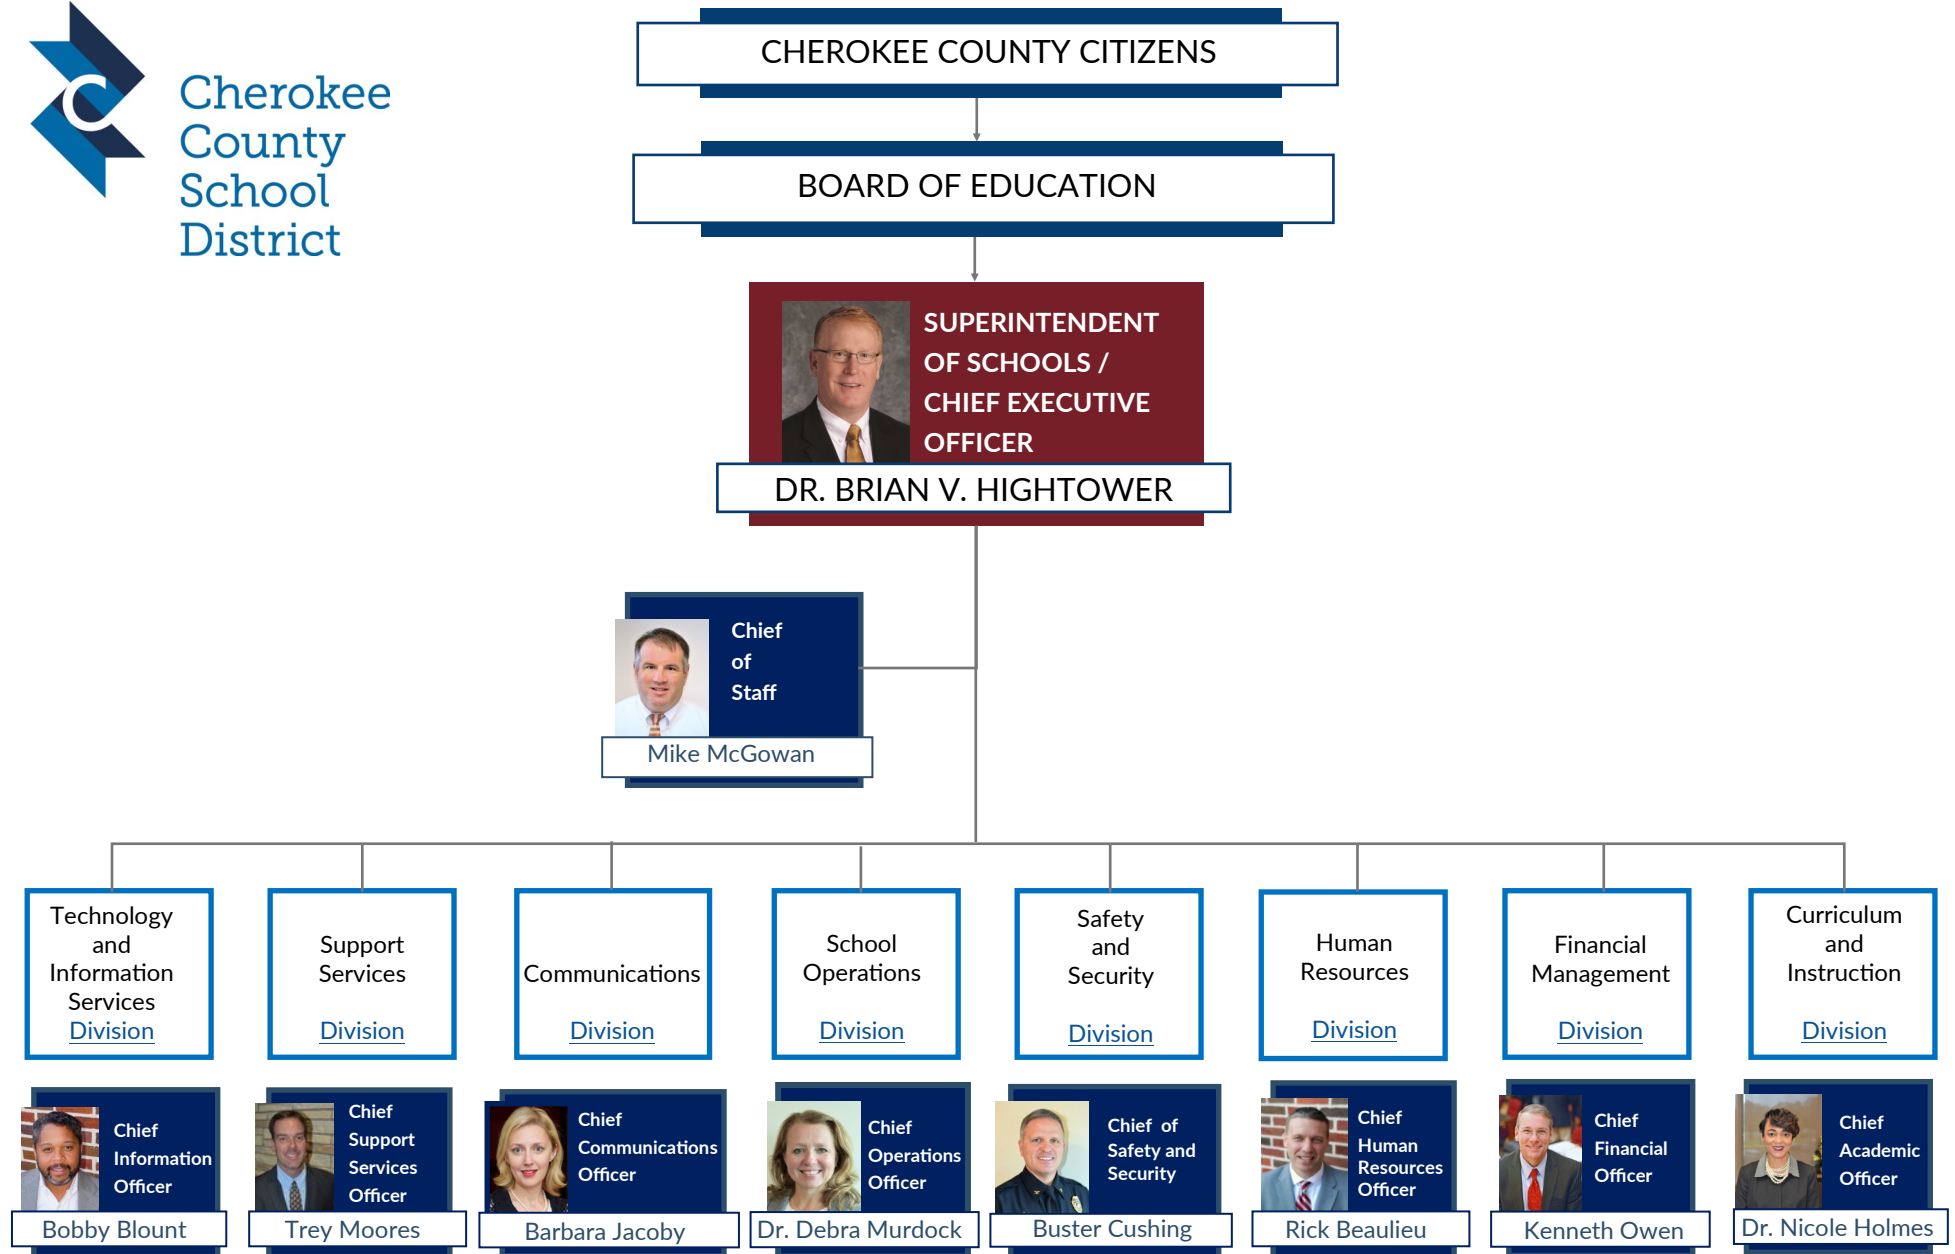 C
Cherokee
County
School
District
CHEROKEE COUNTY CITIZENS
BOARD OF EDUCATION
SUPERINTENDENT
OF SCHOOLS /
CHIEF EXECUTIVE
OFFICER
DR. BRIAN V. HIGHTOWER
Chief
of
Staff
Mike McGowan
Technology
and
Information
Services
Division
Support
Services
Division
Communications
Division
School
Operations
Division
Safety
and
Security
Division
Human
Resources
Division
Financial
Management
Division
Curriculum
and
Instruction
Division
Chief
Information
Officer
Bobby Blount
Chief
Support
Services
Officer
Trey Moores
Chief
Communications
Officer
Barbara Jacoby
Chief
Operations
Officer
Dr. Debra Murdock
Chief of
Safety and
Security
Buster Cushing
Chief
Human
Resources
Officer
Rick Beaulieu
Chief
Financial
Officer
Kenneth Owen
Chief
Academic
Officer
Dr. Nicole Holmes